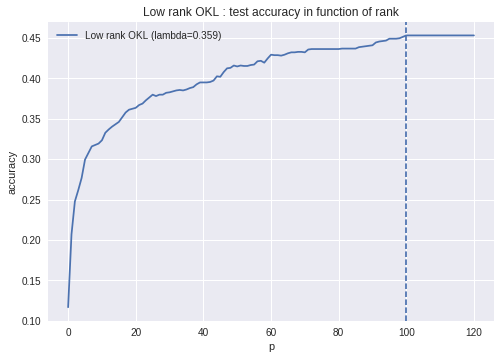 Low rank OKL : test accuracy in function of rank
Low rank OKL (lambda=0.359)
0.45
0.40
0.35
0.30
0.25
0.20
0.15
0.10
accuracy
0 20 40 60 80 100 120
p